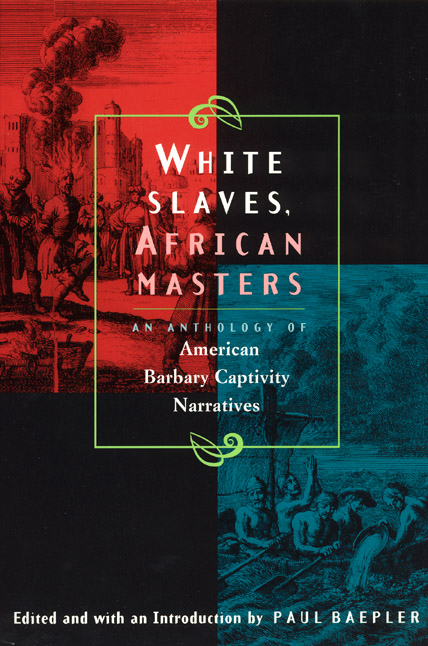 WHITE
SLAVES,
AFRICAN
MASTERS
AN ANTHOLOGY OF
American
Barbary Captivity
Narratives
Edited and with an Introduction by PAUL BAEPLER